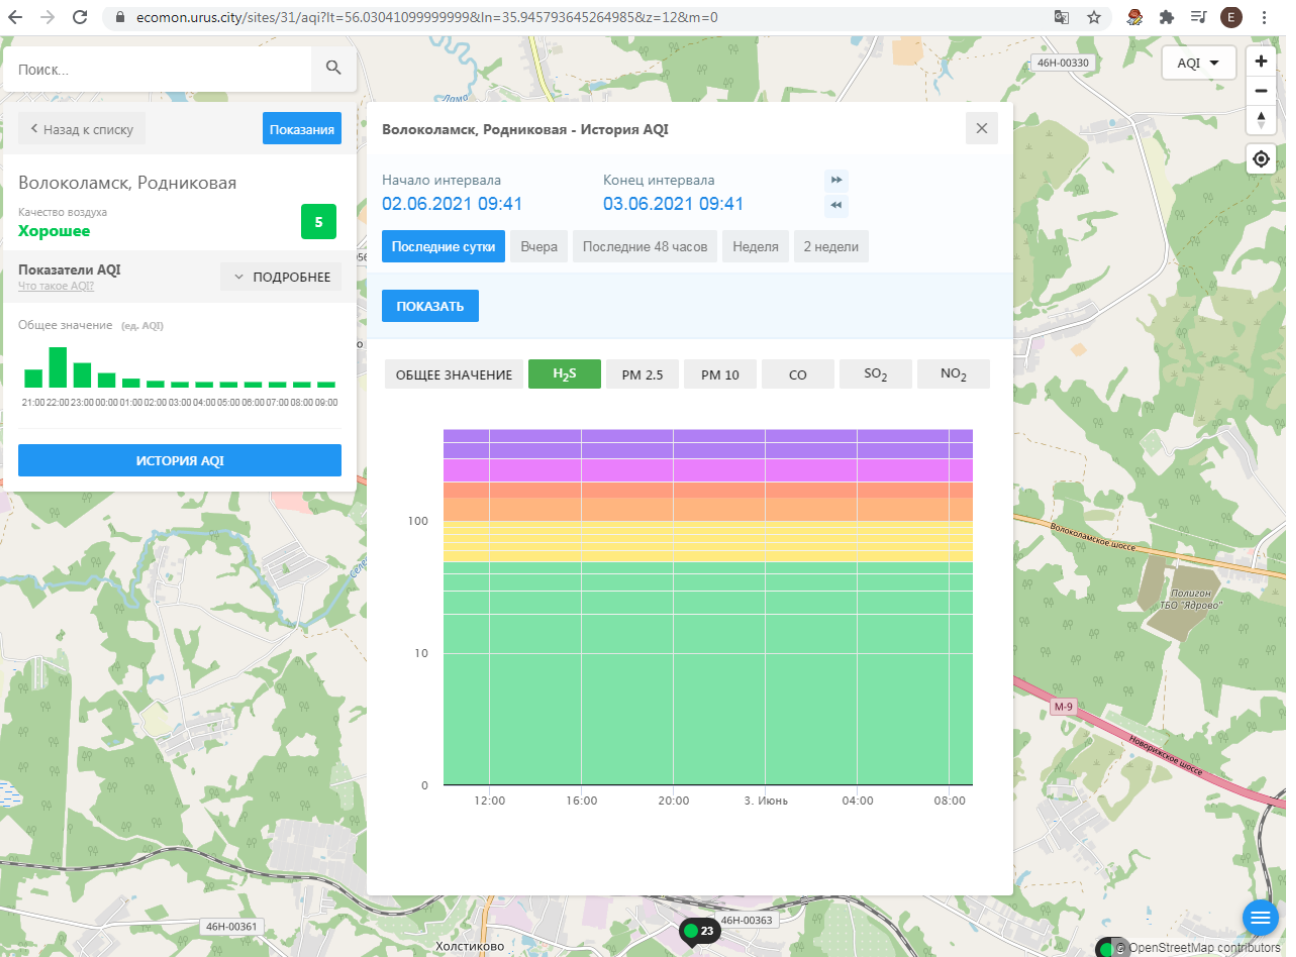 ecomon.urus.city/sites/31/aqi?lt=56.03041099999999&ln=35.945793645264985&z=12&m=0
E
Поиск...
Назад к списку
Показания
Волоколамск, Родниковая
Качество воздуха
Хорошее
5
Показатели AQI
Что такое AQI?
ПОДРОБНЕЕ
Общее значение (ед. AQI)
21:00 22:00 23:00 00:00 01:00 02:00 03:00 04:00 05:00 06:00 07:00 08:00 09:00
ИСТОРИЯ AQI
Волоколамск, Родниковая - История AQI
Начало интервала
Конец интервала
02.06.2021 09:41
03.06.2021 09:41
Последние сутки
Вчера
Последние 48 часов
Неделя
2 недели
ПОКАЗАТЬ
ОБЩЕЕ ЗНАЧЕНИЕ
H2S
PM 2.5
PM 10
CO
SO2
NO2
100
10
0
12:00
16:00
20:00
3. Июнь
04:00
08:00
46Н-00330
AQI
Лама
Волоколамское шоссе
Полигон
ТБО "Ядрово"
М-9
Новорижское шоссе
46Н-00361
Холстиково
23
46Н-00363
© OpenStreetMap contributors